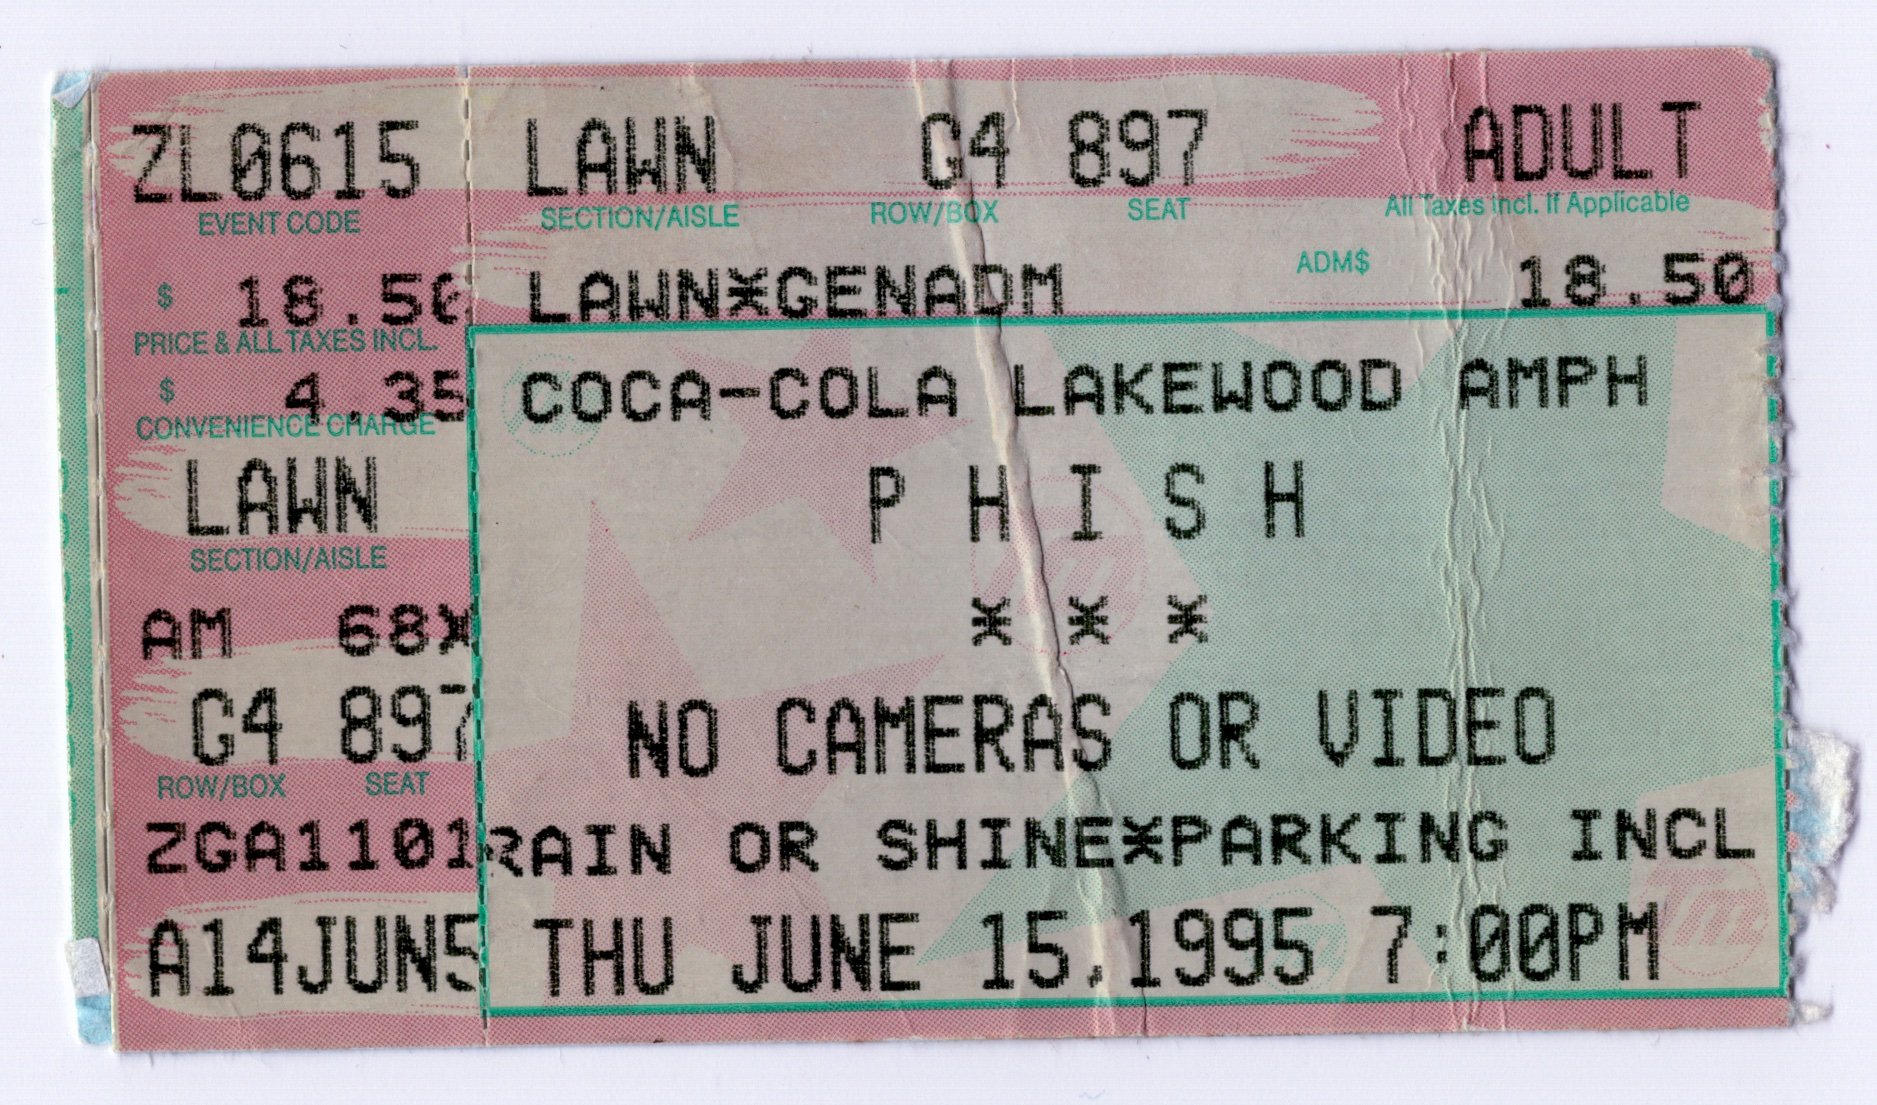 ZL0615 LAWN G4 897 ADULT
EVENT CODE SECTION/AISLE ROW/BOX SEAT All Taxes Incl. If Applicable
$ 18.50 LAWN*GENADM ADM$ 18.50
PRICE & ALL TAXES INCL.
$ 4.35 COCA-COLA LAKEWOOD AMPH
CONVENIENCE CHARGE
LAWN P H I S H
SECTION/AISLE
AM 68* * * *
G4 897 NO CAMERAS OR VIDEO
ROW/BOX SEAT
ZGA1101 RAIN OR SHINE*PARKING INCL
A14JUN5 THU JUNE 15,1995 7:00PM